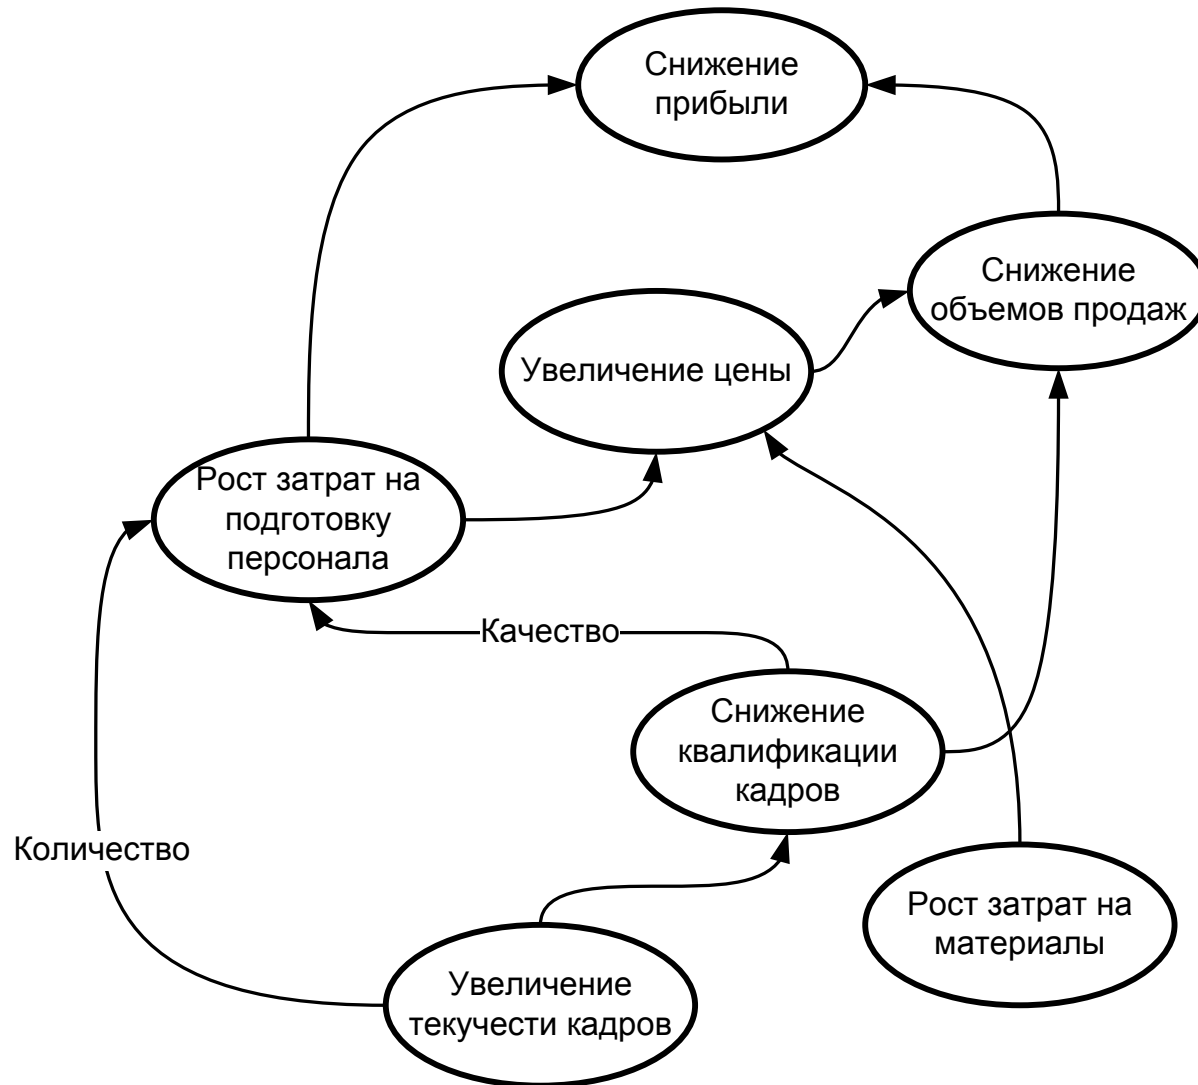 Снижение
прибыли
Снижение
объемов продаж
Увеличение цены
Рост затрат на
подготовку
персонала
Качество
Снижение
квалификации
кадров
Количество
Рост затрат на
материалы
Увеличение
текучести кадров